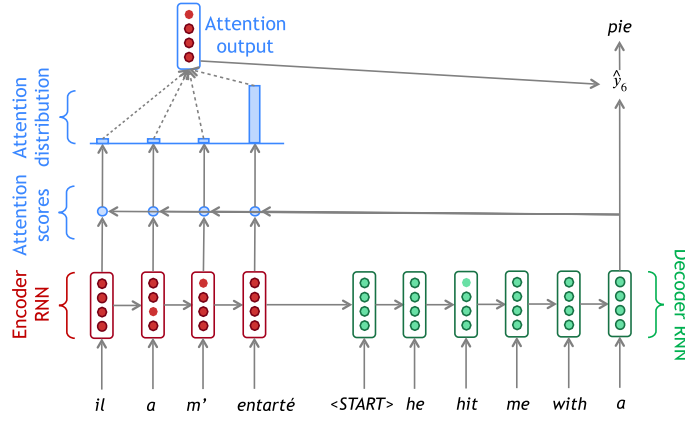 Attention
output
pie
ŷ6
Attention
distribution
Attention
scores
Encoder
RNN
Decoder RNN
il a m’ entarté <START> he hit me with a